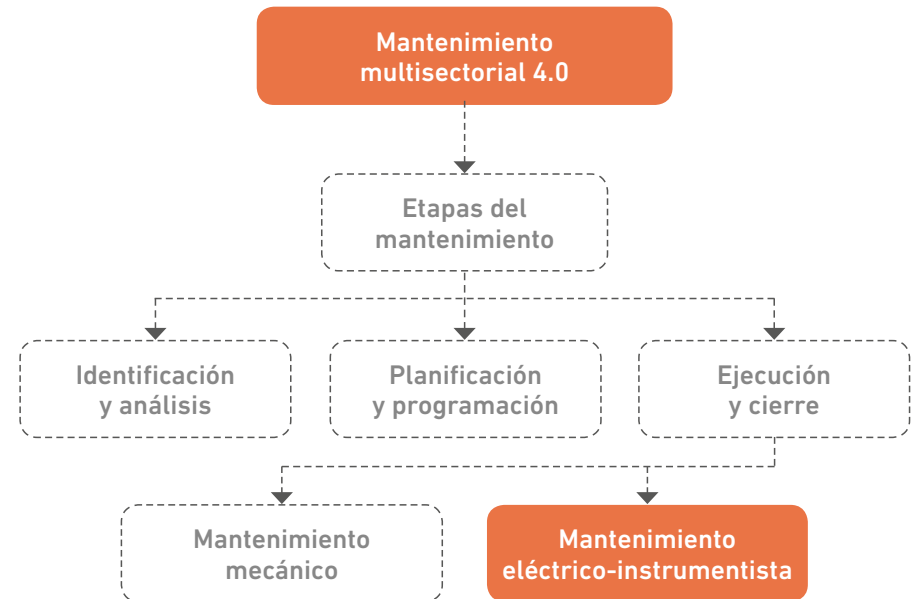 Mantenimiento
multisectorial 4.0
Etapas del
mantenimiento
Identificación
y análisis
Planificación
y programación
Ejecución
y cierre
Mantenimiento
mecánico
Mantenimiento
eléctrico-instrumentista